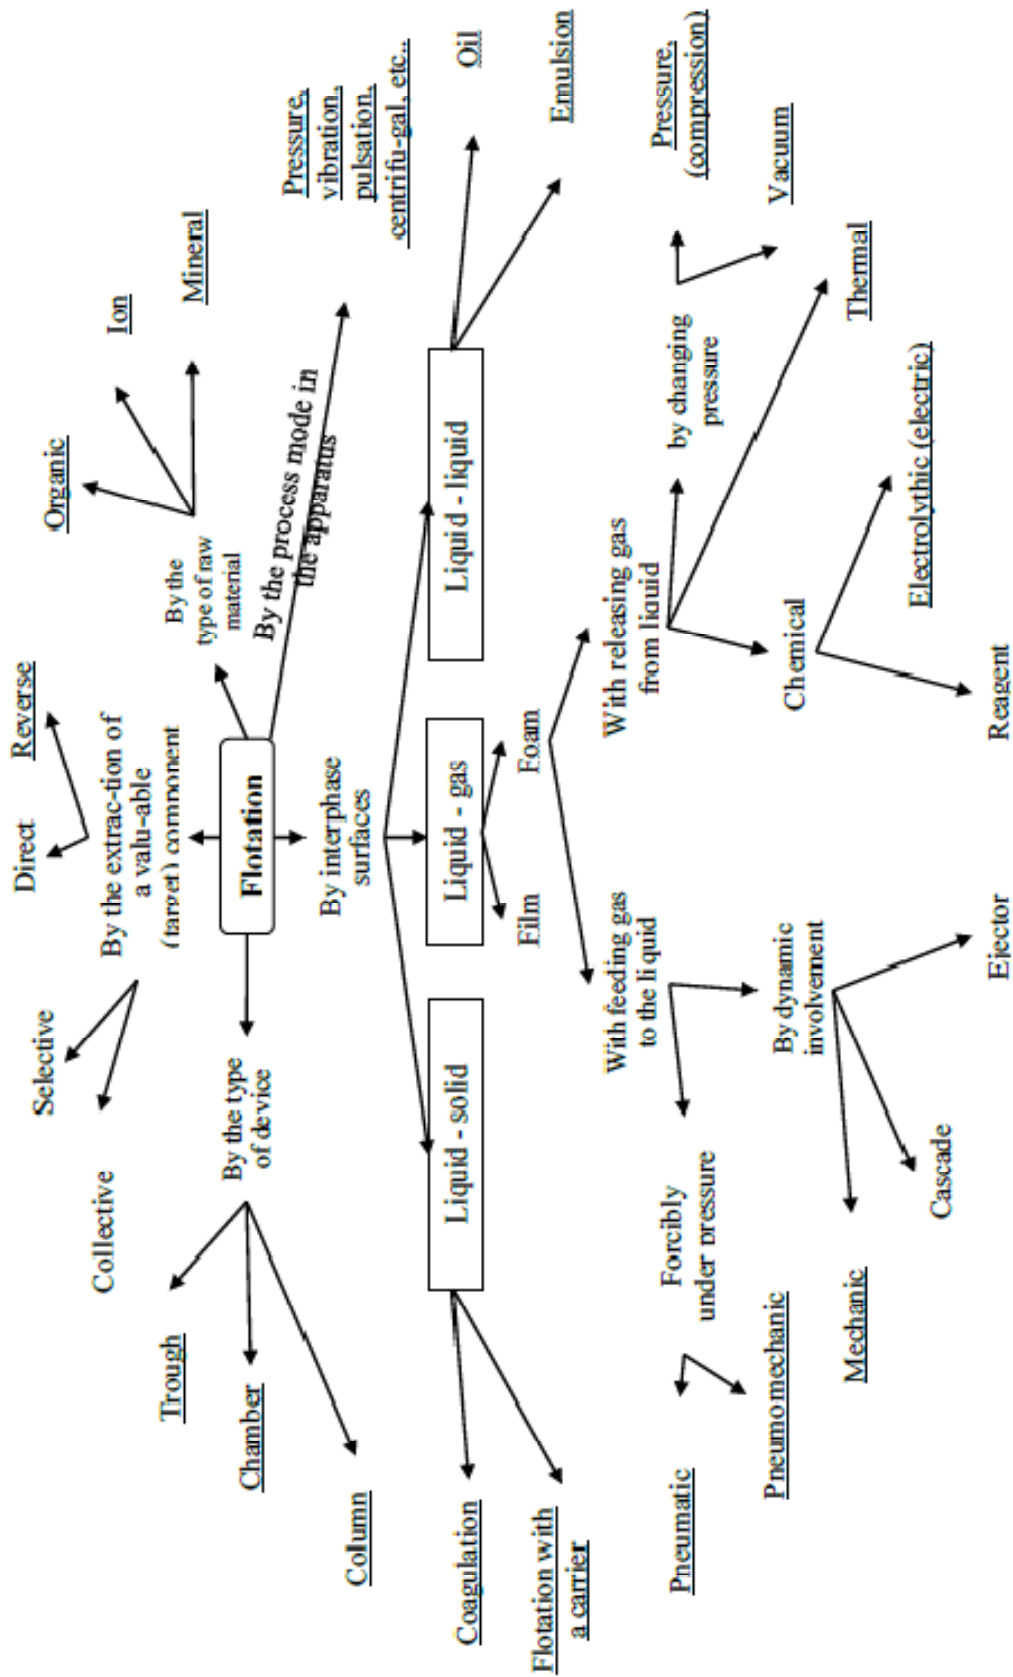 Direct
Reverse
Selective
Organic
By the extrac-tion of
a valu-able
(target) component
Ion
Collective
By the
type of raw
material
Mineral
Trough
By the type
of device
Flotation
By the process mode in
the apparatus
Pressure,
vibration,
pulsation,
centrifu-gal, etc..
Chamber
Column
By interphase
surfaces
Liquid - solid
Liquid - gas
Liquid - liquid
Oil
Coagulation
Film
Foam
Emulsion
Flotation with
a carrier
With feeding gas
to the liquid
With releasing gas
from liquid
by changing
pressure
Pressure,
(compression)
Forcibly
under pressure
Vacuum
Pneumatic
By dynamic
involvement
Chemical
Thermal
Pneumomechanic
Mechanic
Electrolythic (electric)
Cascade
Ejector
Reagent